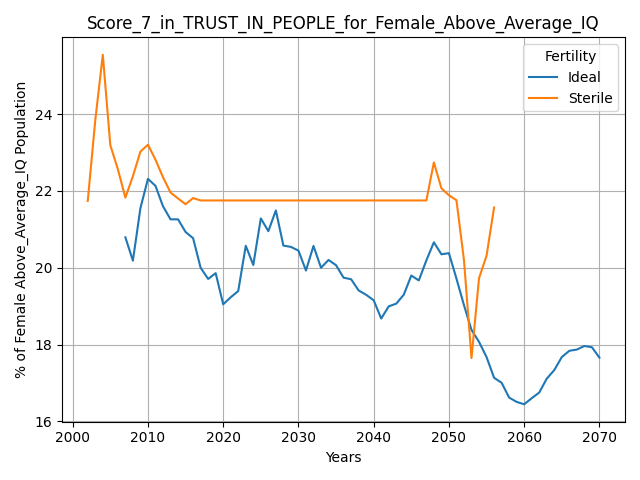 Score_7_in_TRUST_IN_PEOPLE_for_Female_Above_Average_IQ
Fertility
Ideal
Sterile
% of Female Above_Average_IQ Population
24
22
20
18
16
2000 2010 2020 2030 2040 2050 2060 2070
Years